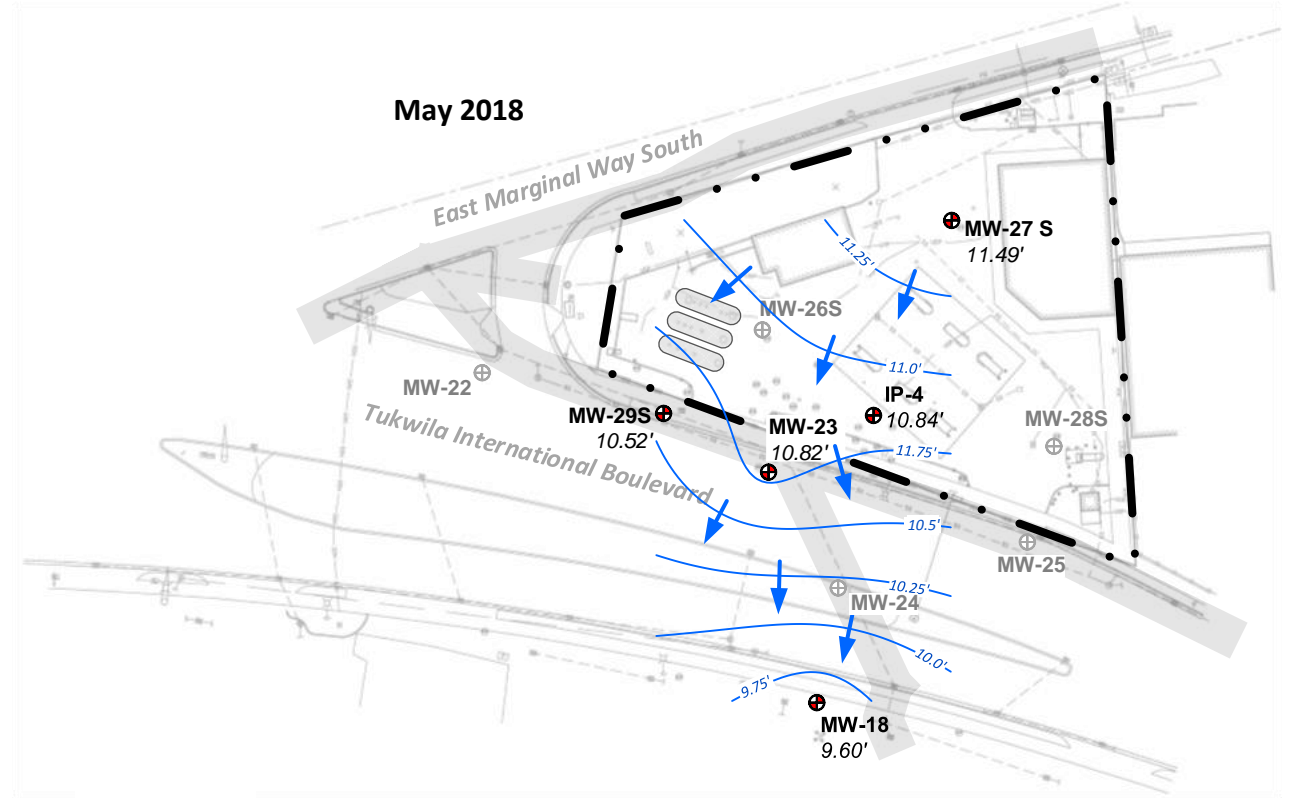 May 2018
East Marginal Way South
MW-27 S
11.49'
11.25'
MW-26S
11.0'
MW-22
IP-4
10.84'
MW-29S
10.52'
MW-23
10.82'
MW-28S
11.75'
Tukwila International Boulevard
10.5'
MW-25
10.25'
MW-24
10.0'
9.75'
MW-18
9.60'